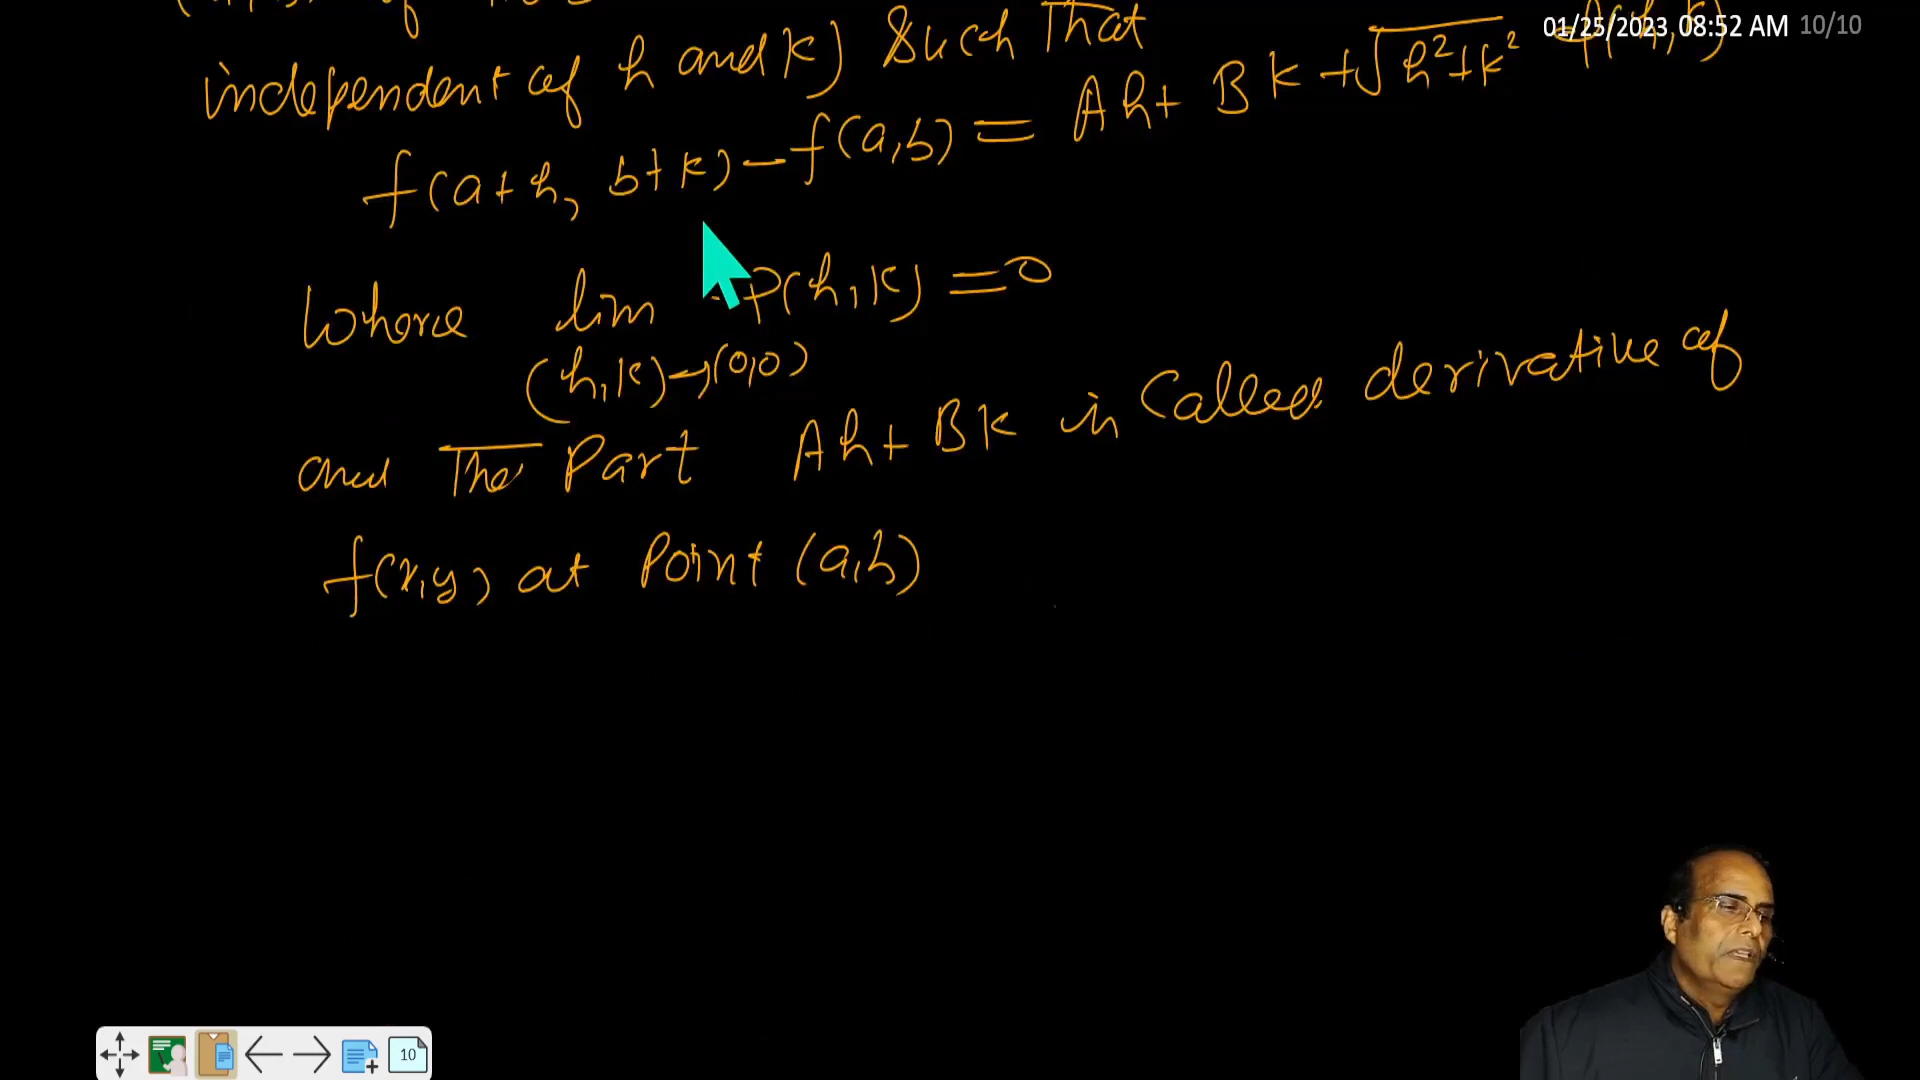 01/25/2023 08:52 AM 10/10
independent of h and k) Such That
f(a+h, b+k) - f(a,b) = Ah + Bk + √h²+k² φ(h,k)
Where lim φ(h,k) = 0
(h,k)→(0,0)
and The Part Ah + BK is Called derivative of
f(x,y) at Point (a,b)
10